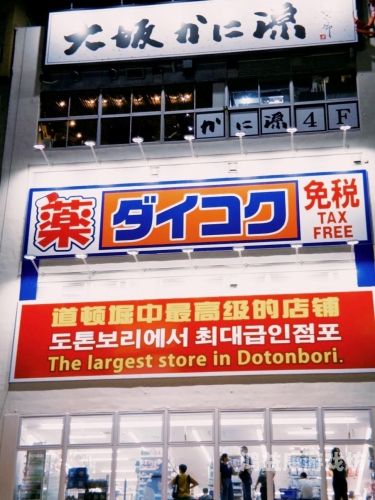 大阪かに源
かに源4F
薬
ダイコク
免税
TAX
FREE
道顿堀中最高级的店铺
도톤보리에서 최대급인점포
The largest store in Dotonbori.